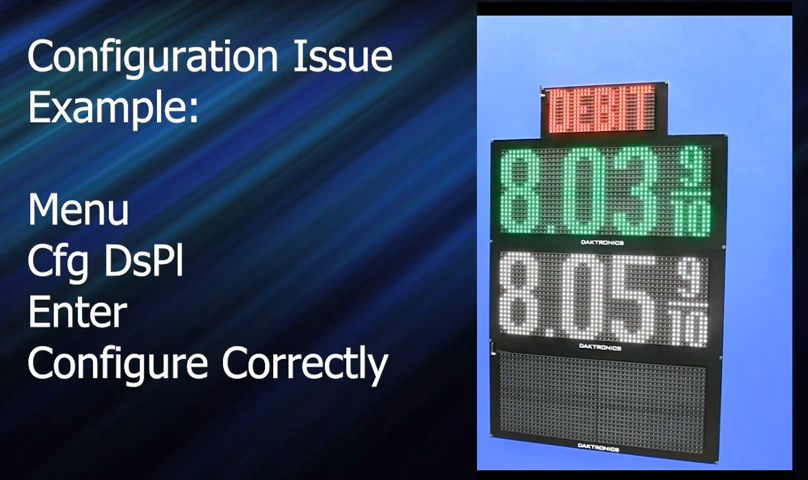 Configuration Issue
Example:
Menu
Cfg DsPl
Enter
Configure Correctly
DEBIT
8.03 9/10
DAKTRONICS
8.05 9/10
DAKTRONICS
DAKTRONICS